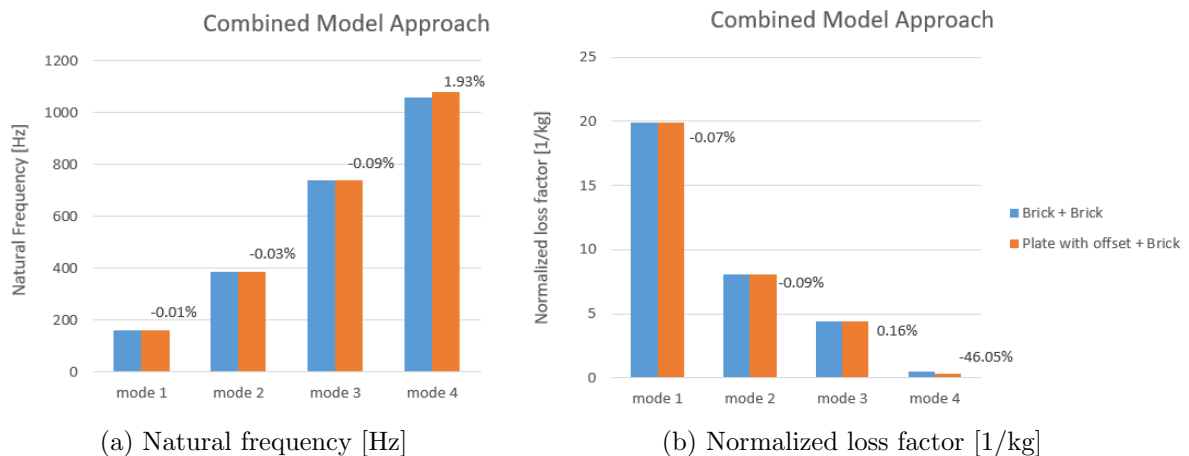 Combined Model Approach
Natural Frequency [Hz]
1200
1000
800
600
400
200
0
-0.01%
-0.03%
-0.09%
1.93%
mode 1
mode 2
mode 3
mode 4
(a) Natural frequency [Hz]
Combined Model Approach
Normalized loss factor [1/kg]
25
20
15
10
5
0
-0.07%
-0.09%
0.16%
-46.05%
mode 1
mode 2
mode 3
mode 4
Brick + Brick
Plate with offset + Brick
(b) Normalized loss factor [1/kg]